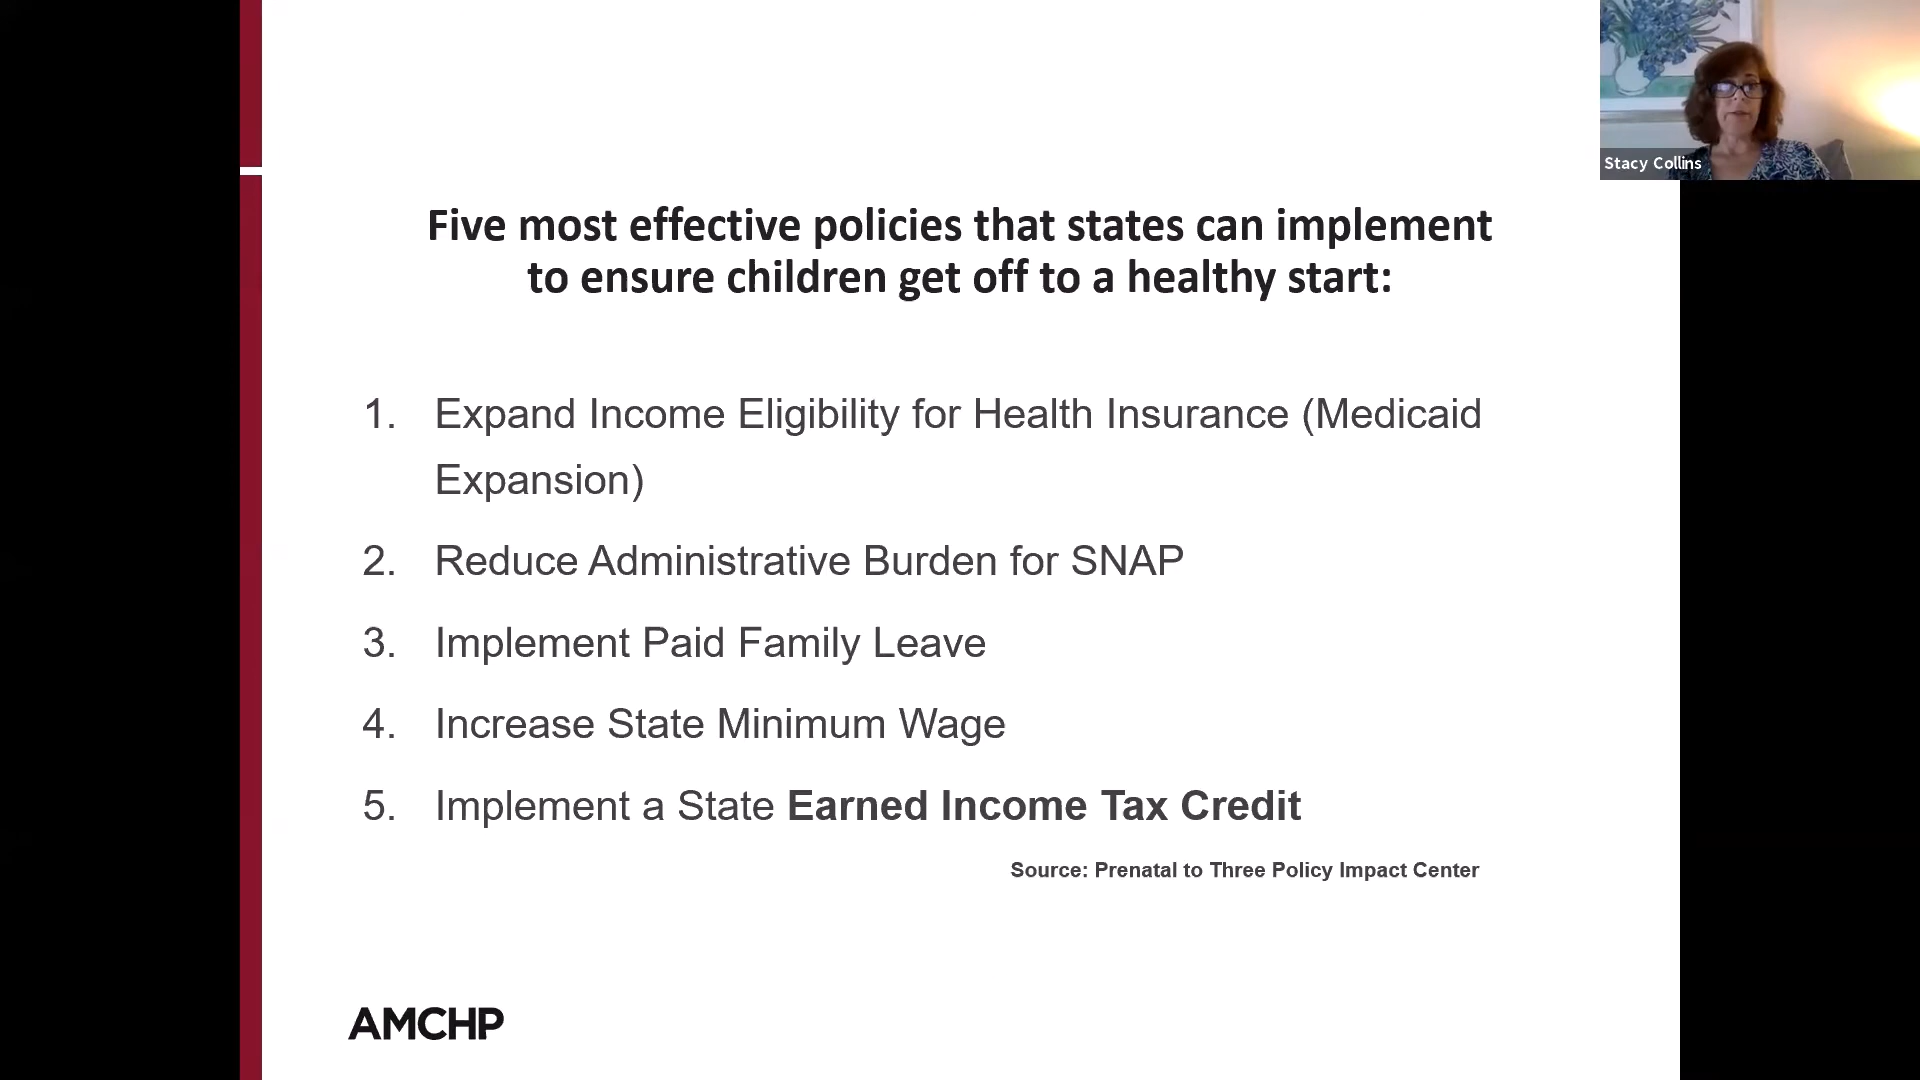 Stacy Collins
Five most effective policies that states can implement
to ensure children get off to a healthy start:
1. Expand Income Eligibility for Health Insurance (Medicaid
Expansion)
2. Reduce Administrative Burden for SNAP
3. Implement Paid Family Leave
4. Increase State Minimum Wage
5. Implement a State Earned Income Tax Credit
Source: Prenatal to Three Policy Impact Center
AMCHP